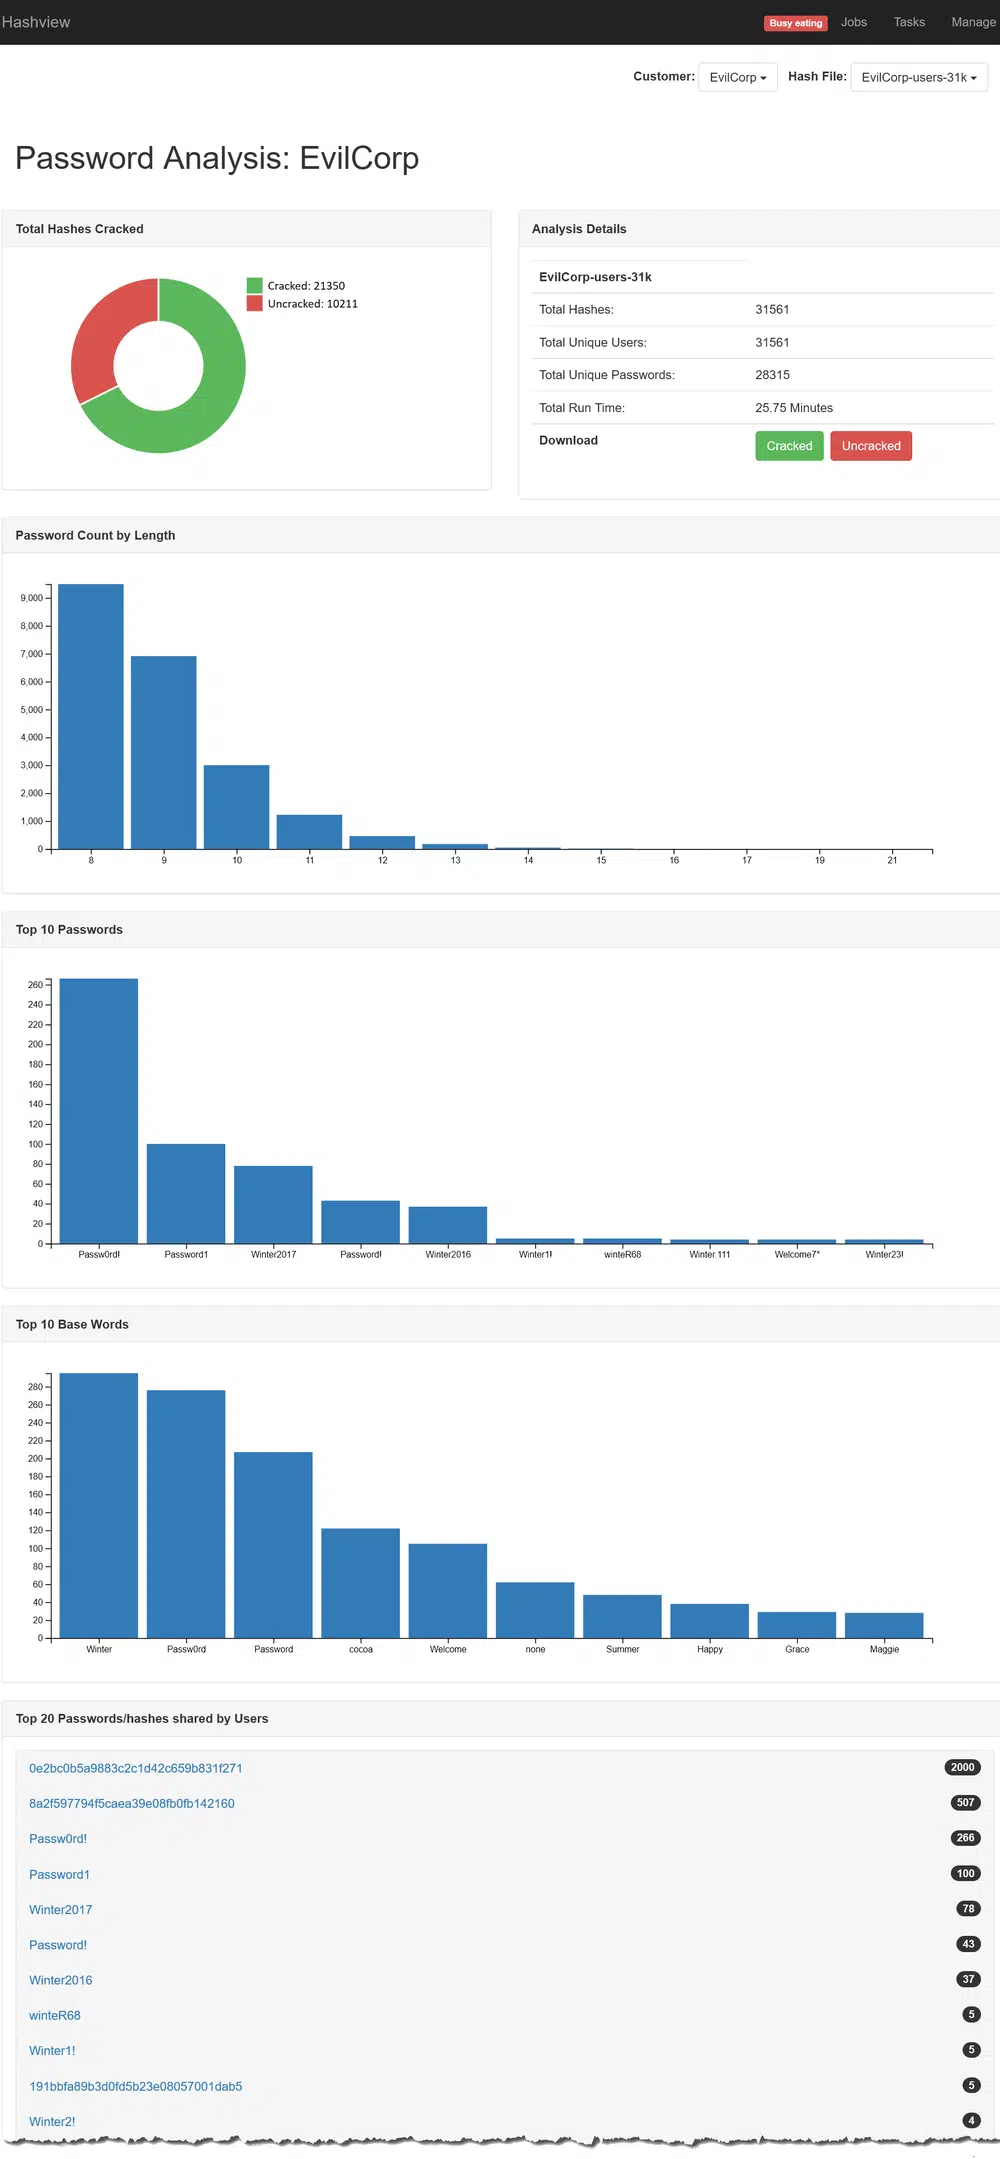 Hashview
Busy eating Jobs Tasks Manage
Customer: EvilCorp Hash File: EvilCorp-users-31k
Password Analysis: EvilCorp
Total Hashes Cracked
Cracked: 21350
Uncracked: 10211
Analysis Details
EvilCorp-users-31k
Total Hashes: 31561
Total Unique Users: 31561
Total Unique Passwords: 28315
Total Run Time: 25.75 Minutes
Download Cracked Uncracked
Password Count by Length
9,000
8,000
7,000
6,000
5,000
4,000
3,000
2,000
1,000
0
8 9 10 11 12 13 14 15 16 17 19 21
Top 10 Passwords
260
240
220
200
180
160
140
120
100
80
60
40
20
0
Passw0rd! Password1 Winter2017 Password! Winter2016 Winter1! winteR68 Winter.111 Welcome7* Winter23!
Top 10 Base Words
280
260
240
220
200
180
160
140
120
100
80
60
40
20
0
Winter Passw0rd Password cocoa Welcome none Summer Happy Grace Maggie
Top 20 Passwords/hashes shared by Users
0e2bc0b5a9883c2c1d42c659b831f271 2000
8a2f597794f5caea39e08fb0fb142160 507
Passw0rd! 266
Password1 100
Winter2017 78
Password! 43
Winter2016 37
winteR68 5
Winter1! 5
191bbfa89b3d0fd5b23e08057001dab5 5
Winter2! 4